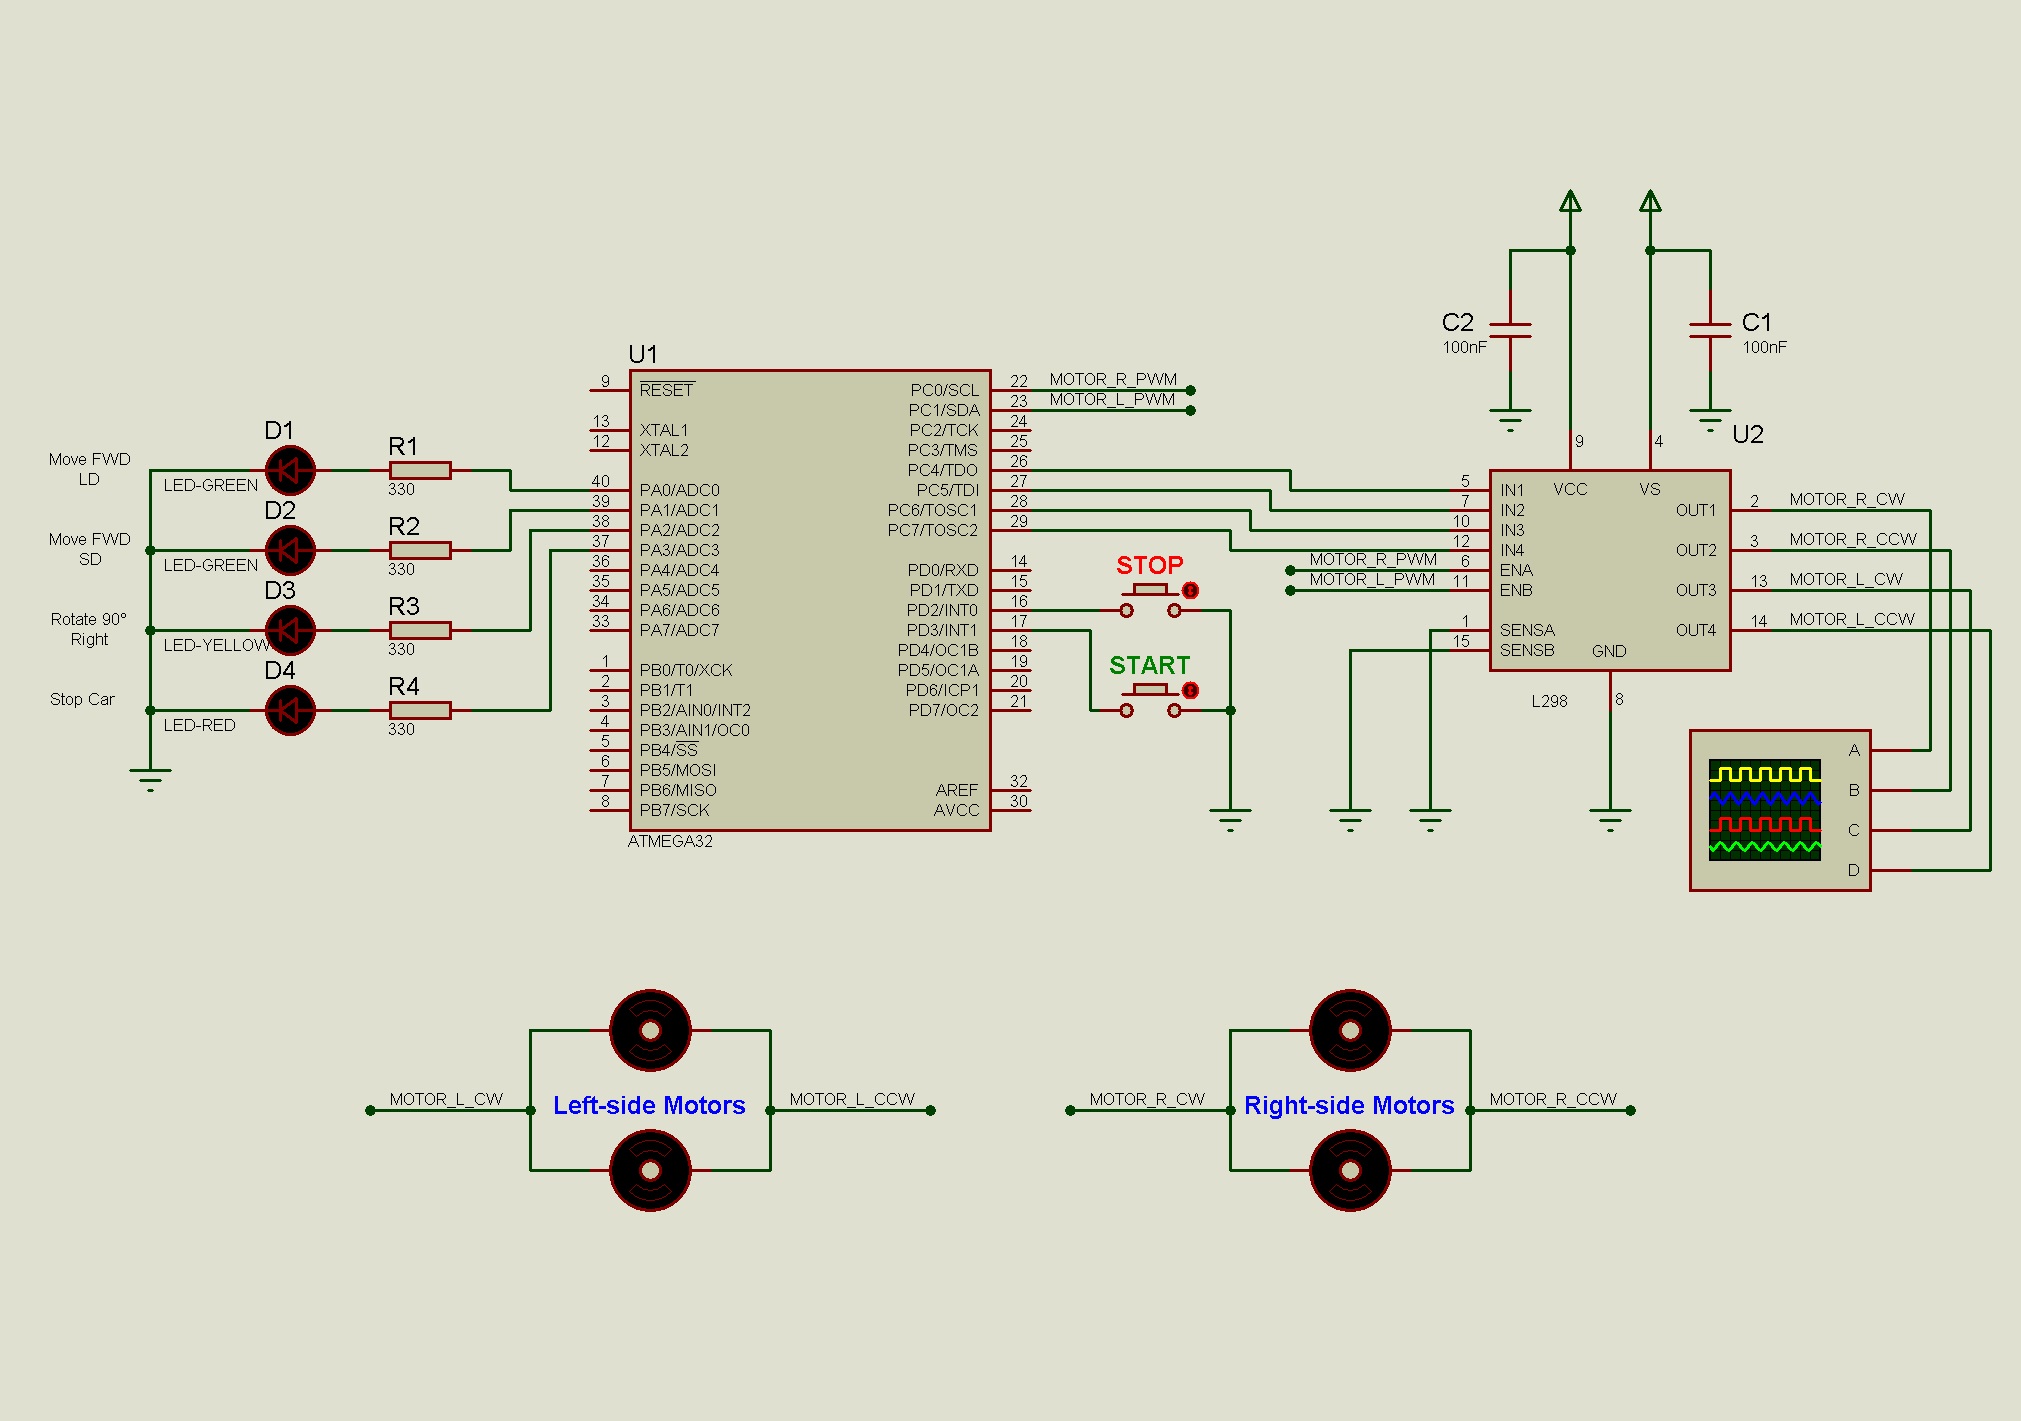 U1
9 RESET
13 XTAL1
12 XTAL2
40 PA0/ADC0
39 PA1/ADC1
38 PA2/ADC2
37 PA3/ADC3
36 PA4/ADC4
35 PA5/ADC5
34 PA6/ADC6
33 PA7/ADC7
1 PB0/T0/XCK
2 PB1/T1
3 PB2/AIN0/INT2
4 PB3/AIN1/OC0
5 PB4/SS
6 PB5/MOSI
7 PB6/MISO
8 PB7/SCK
PC0/SCL 22 MOTOR_R_PWM
PC1/SDA 23 MOTOR_L_PWM
PC2/TCK 24
PC3/TMS 25
PC4/TDO 26
PC5/TDI 27
PC6/TOSC1 28
PC7/TOSC2 29
PD0/RXD 14
PD1/TXD 15
PD2/INT0 16
PD3/INT1 17
PD4/OC1B 18
PD5/OC1A 19
PD6/ICP1 20
PD7/OC2 21
AREF 32
AVCC 30
ATMEGA32
Move FWD
LD
D1
LED-GREEN
R1
330
Move FWD
SD
D2
LED-GREEN
R2
330
Rotate 90°
Right
D3
LED-YELLOW
R3
330
Stop Car
D4
LED-RED
R4
330
STOP
START
C2
100nF
C1
100nF
U2
9 VCC
4 VS
5 IN1
7 IN2
10 IN3
12 IN4
MOTOR_R_PWM 6 ENA
MOTOR_L_PWM 11 ENB
1 SENSA
15 SENSB
GND 8
OUT1 2 MOTOR_R_CW
OUT2 3 MOTOR_R_CCW
OUT3 13 MOTOR_L_CW
OUT4 14 MOTOR_L_CCW
L298
A
B
C
D
MOTOR_L_CW Left-side Motors MOTOR_L_CCW
MOTOR_R_CW Right-side Motors MOTOR_R_CCW